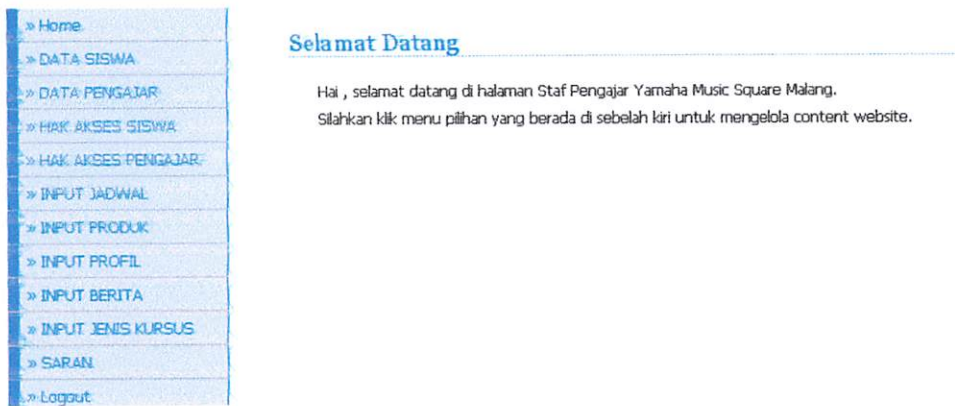 » Home
» DATA SISWA
» DATA PENGAJAR
» HAK AKSES SISWA
» HAK AKSES PENGAJAR
» INPUT JADWAL
» INPUT PRODUK
» INPUT PROFIL
» INPUT BERITA
» INPUT JENIS KURSUS
» SARAN
» Logout
Selamat Datang
Hai , selamat datang di halaman Staf Pengajar Yamaha Music Square Malang.
Silahkan klik menu pilihan yang berada di sebelah kiri untuk mengelola content website.